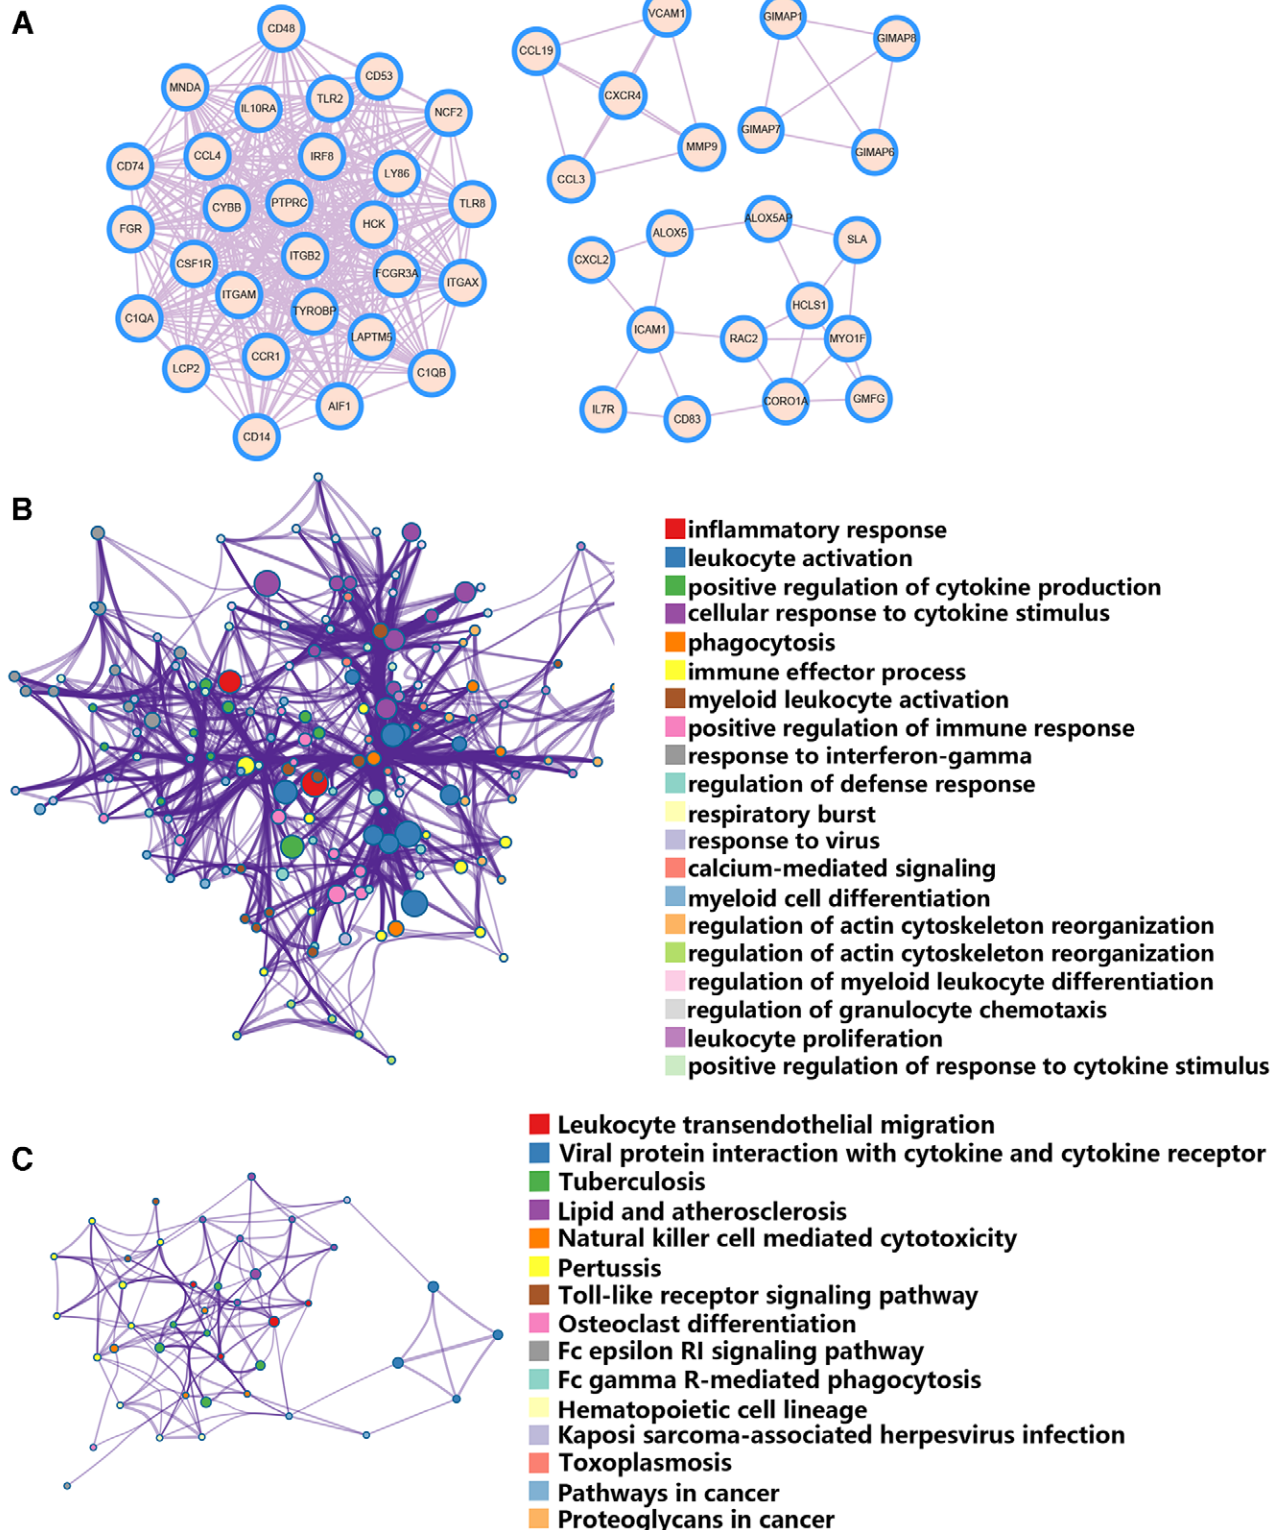 A
CD48
VCAM1
GIMAP1
GIMAP8
CCL19
CD53
MNDA
TLR2
IL10RA
CXCR4
NCF2
GIMAP7
MMP9
GIMAP6
CCL4
IRF8
CD74
LY86
CCL3
PTPRC
CYBB
TLR8
ALOX5AP
HCK
FGR
ALOX5
SLA
ITGB2
CXCL2
CSF1R
FCGR3A
ITGAX
ITGAM
HCLS1
TYROBP
C1QA
ICAM1
LAPTM5
RAC2
MYO1F
CCR1
LCP2
C1QB
GMFG
CORO1A
AIF1
IL7R
CD83
CD14
B
inflammatory response
leukocyte activation
positive regulation of cytokine production
cellular response to cytokine stimulus
phagocytosis
immune effector process
myeloid leukocyte activation
positive regulation of immune response
response to interferon-gamma
regulation of defense response
respiratory burst
response to virus
calcium-mediated signaling
myeloid cell differentiation
regulation of actin cytoskeleton reorganization
regulation of actin cytoskeleton reorganization
regulation of myeloid leukocyte differentiation
regulation of granulocyte chemotaxis
leukocyte proliferation
positive regulation of response to cytokine stimulus
C
Leukocyte transendothelial migration
Viral protein interaction with cytokine and cytokine receptor
Tuberculosis
Lipid and atherosclerosis
Natural killer cell mediated cytotoxicity
Pertussis
Toll-like receptor signaling pathway
Osteoclast differentiation
Fc epsilon RI signaling pathway
Fc gamma R-mediated phagocytosis
Hematopoietic cell lineage
Kaposi sarcoma-associated herpesvirus infection
Toxoplasmosis
Pathways in cancer
Proteoglycans in cancer